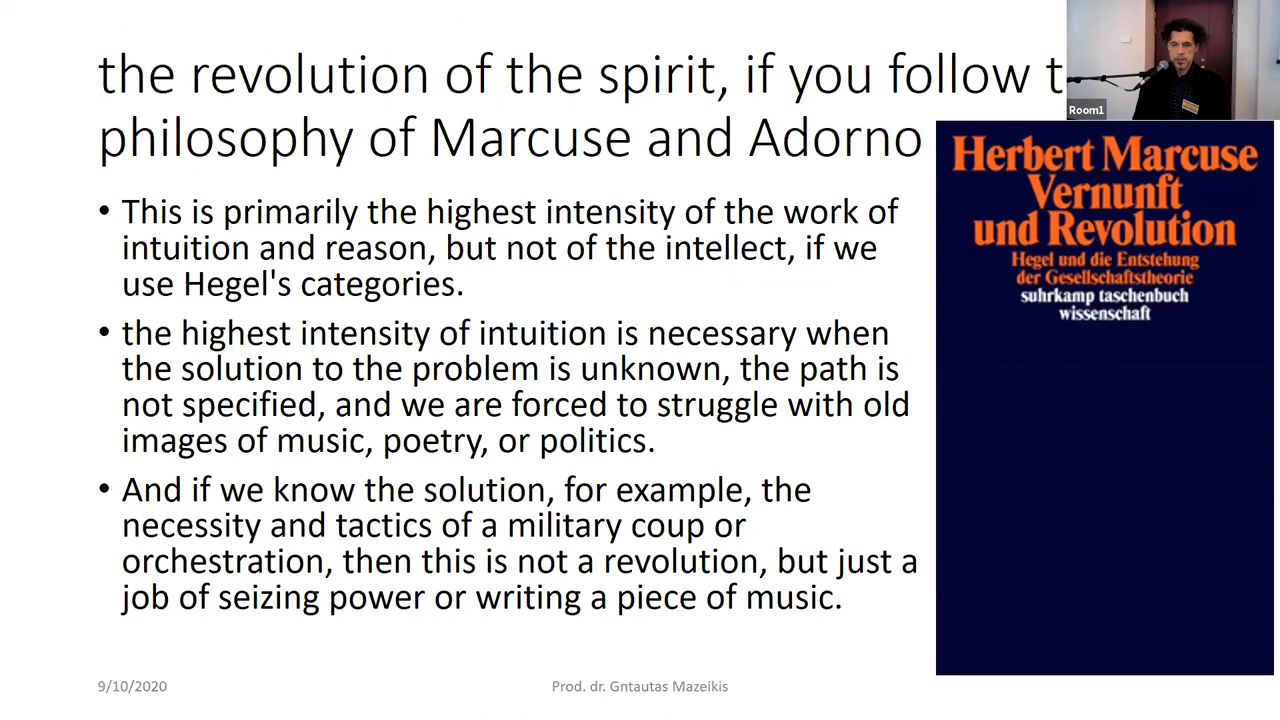 the revolution of the spirit, if you follow t
philosophy of Marcuse and Adorno
• This is primarily the highest intensity of the work of
intuition and reason, but not of the intellect, if we
use Hegel's categories.
• the highest intensity of intuition is necessary when
the solution to the problem is unknown, the path is
not specified, and we are forced to struggle with old
images of music, poetry, or politics.
• And if we know the solution, for example, the
necessity and tactics of a military coup or
orchestration, then this is not a revolution, but just a
job of seizing power or writing a piece of music.
Room1
Herbert Marcuse
Vernunft
und Revolution
Hegel und die Entstehung
der Gesellschaftstheorie
suhrkamp taschenbuch
wissenschaft
9/10/2020
Prod. dr. Gntautas Mazeikis